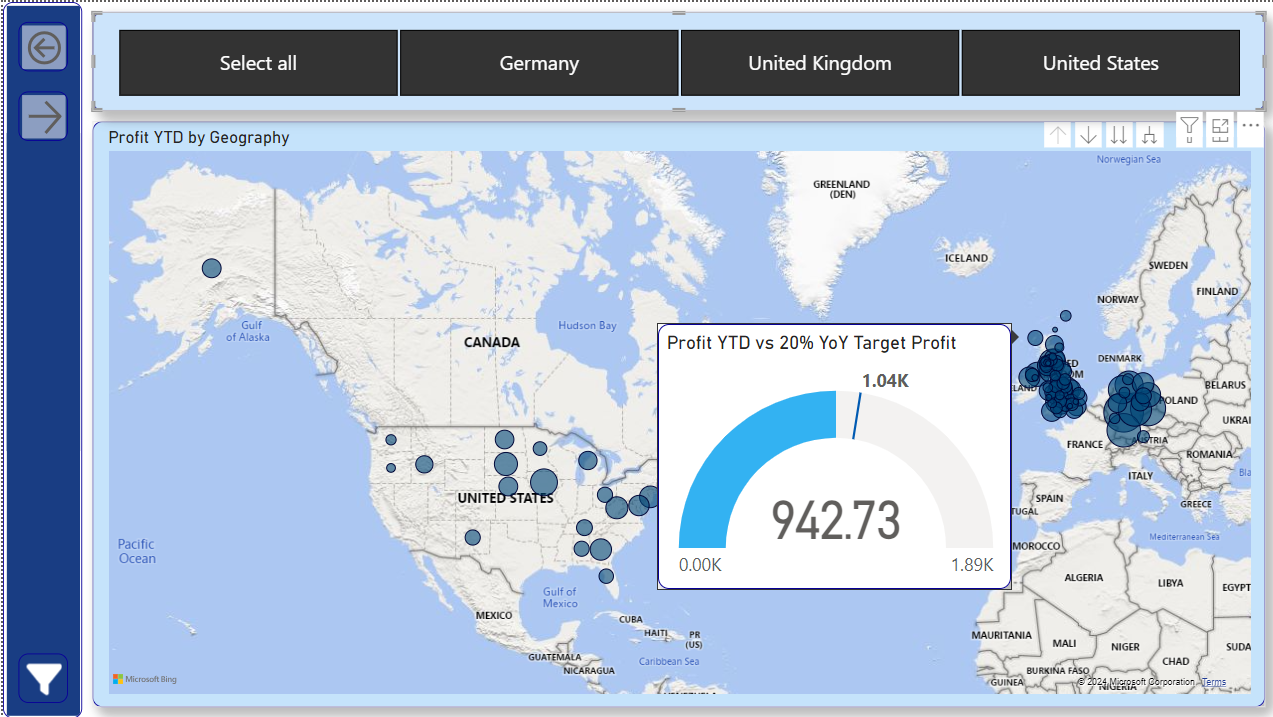 Select all
Germany
United Kingdom
United States
Profit YTD by Geography
Norwegian Sea
GREENLAND
(DEN)
ICELAND
SWEDEN
FINLAND
NORWAY
Gulf
of Alaska
Hudson Bay
CANADA
DENMARK
BELARUS
FRANCE
ROMANIA
ITALY
SPAIN
GREECE
Mediterranean Sea
UNITED STATES
Pacific
Ocean
Profit YTD vs 20% YoY Target Profit
1.04K
942.73
0.00K
1.89K
MOROCCO
ALGERIA
LIBYA
EGYPT
Gulf of
Mexico
MEXICO
CUBA
HAITI
PR
(US)
GUATEMALA
NICARAGUA
Caribbean Sea
MAURITANIA
MALI
NIGER
CHAD
SUDA
BURKINA FASO
GUINEA
NIGERIA
Microsoft Bing
© 2024 Microsoft Corporation
Terms